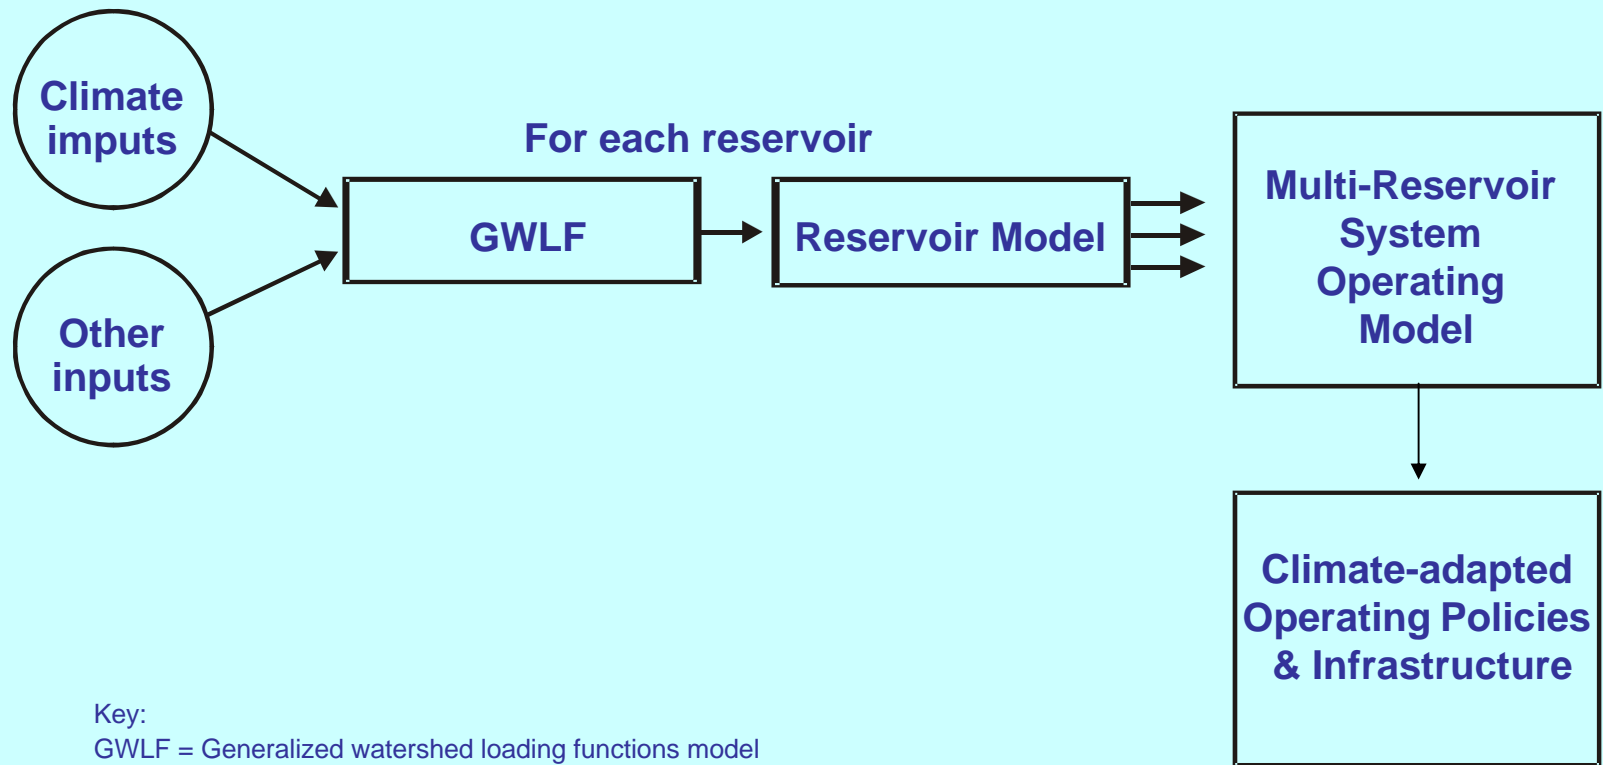 Climate
imputs
For each reservoir
GWLF
Reservoir Model
Multi-Reservoir
System
Operating
Model
Other
inputs
Climate-adapted
Operating Policies
& Infrastructure
Key:
GWLF = Generalized watershed loading functions model